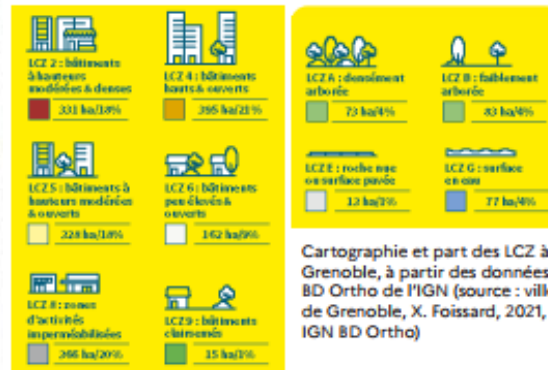 LCZ 2 : bâtiments
à hauteurs
modérées & denses
331 ha/18%
LCZ 4 : bâtiments
hauts & ouverts
395 ha/21%
LCZ 5 : bâtiments à
hauteurs modérées
& ouverts
328 ha/18%
LCZ 6 : bâtiments
peu élevés &
ouverts
162 ha/9%
LCZ 8 : zones
d'activités
imperméabilisées
366 ha/20%
LCZ 9 : bâtiments
clairsemés
15 ha/1%
LCZ A : densément
arborée
73 ha/4%
LCZ B : faiblement
arborée
83 ha/4%
LCZ E : roche nue
ou surface pavée
12 ha/1%
LCZ G : surface
en eau
77 ha/4%
Cartographie et part des LCZ à
Grenoble, à partir des données
BD Ortho de l'IGN (source : ville
de Grenoble, X. Foissard, 2021,
IGN BD Ortho)